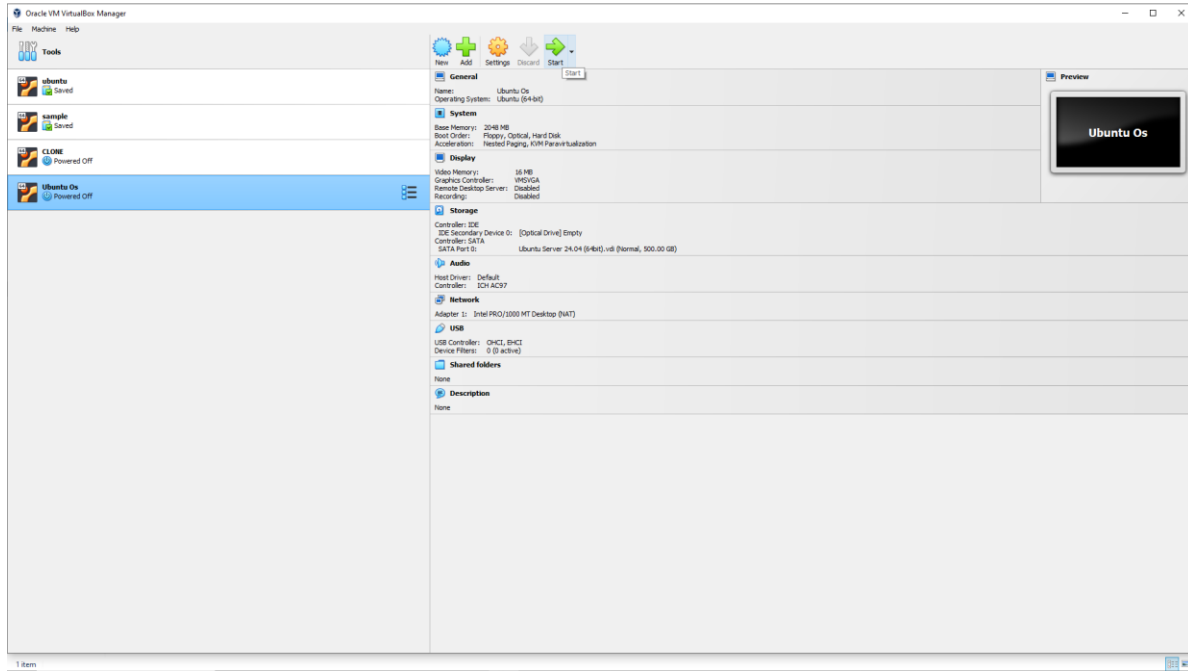 Oracle VM VirtualBox Manager
File Machine Help
Tools
New Add Settings Discard Start
Start
ubuntu
Saved
sample
Saved
CLONE
Powered Off
Ubuntu Os
Powered Off
General
Name: Ubuntu Os
Operating System: Ubuntu (64-bit)
System
Base Memory: 2048 MB
Boot Order: Floppy, Optical, Hard Disk
Acceleration: Nested Paging, KVM Paravirtualization
Display
Video Memory: 16 MB
Graphics Controller: VMSVGA
Remote Desktop Server: Disabled
Recording: Disabled
Storage
Controller: IDE
IDE Secondary Device 0: [Optical Drive] Empty
Controller: SATA
SATA Port 0: Ubuntu Server 24.04 (64bit).vdi (Normal, 500.00 GB)
Audio
Host Driver: Default
Controller: ICH AC97
Network
Adapter 1: Intel PRO/1000 MT Desktop (NAT)
USB
USB Controller: OHCI, EHCI
Device Filters: 0 (0 active)
Shared folders
None
Description
None
Preview
Ubuntu Os
1 item